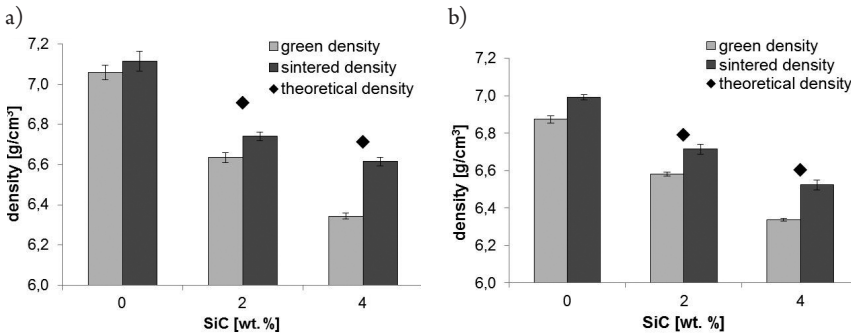 a)
7,2
7,0
6,8
6,6
6,4
6,2
6,0
density [g/cm³]
green density
sintered density
theoretical density
0
2
4
SiC [wt. %]
b)
7,2
7,0
6,8
6,6
6,4
6,2
6,0
density [g/cm³]
green density
sintered density
theoretical density
0
2
4
SiC [wt. %]